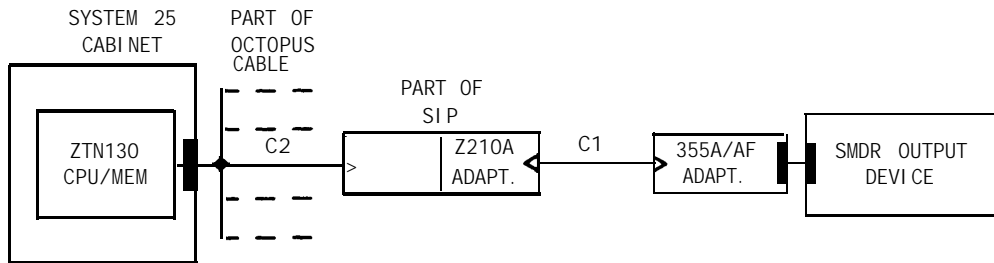 SYSTEM 25
CABINET
PART OF
OCTOPUS
CABLE
PART OF
SIP
ZTN130
CPU/MEM
C2
Z210A
ADAPT.
C1
355A/AF
ADAPT.
SMDR OUTPUT
DEVICE